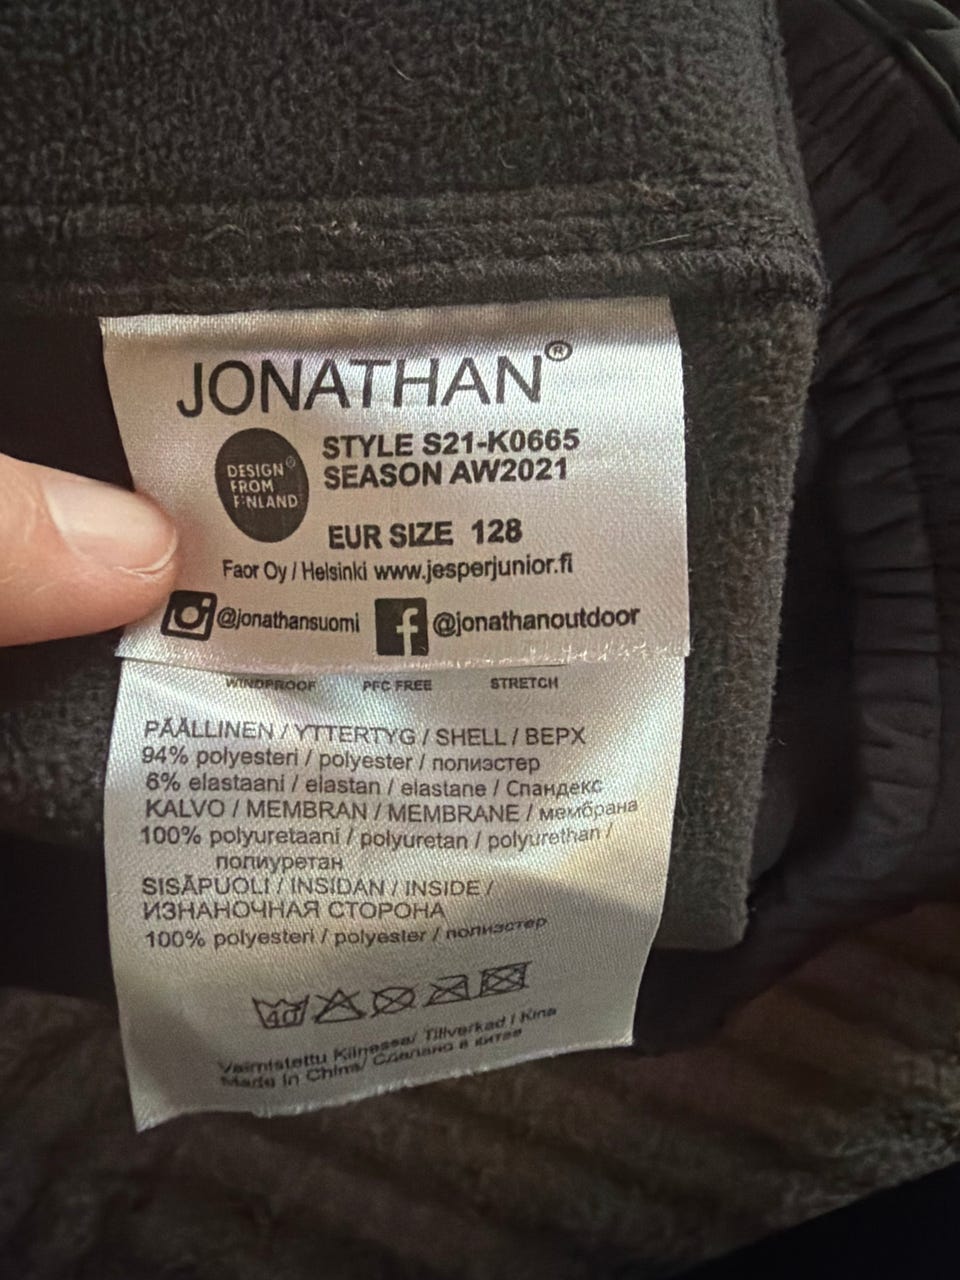 JONATHAN®
DESIGN®
FROM
FINLAND
STYLE S21-K0665
SEASON AW2021
EUR SIZE 128
Faor Oy / Helsinki www.jesperjunior.fi
@jonathansuomi @jonathanoutdoor
WINDPROOF PFC FREE STRETCH
PÄÄLLINEN / YTTERTYG / SHELL / ВЕРХ
94% polyesteri / polyester / полиэстер
6% elastaani / elastan / elastane / Спандекс
KALVO / MEMBRAN / MEMBRANE / мембрана
100% polyuretaani / polyuretan / polyurethan /
полиуретан
SISÄPUOLI / INSIDAN / INSIDE /
ИЗНАНОЧНАЯ СТОРОНА
100% polyesteri / polyester / полиэстер
40
Valmistettu Kiinassa/ Tillverkad i Kina
Made in China/ Сделано в китае